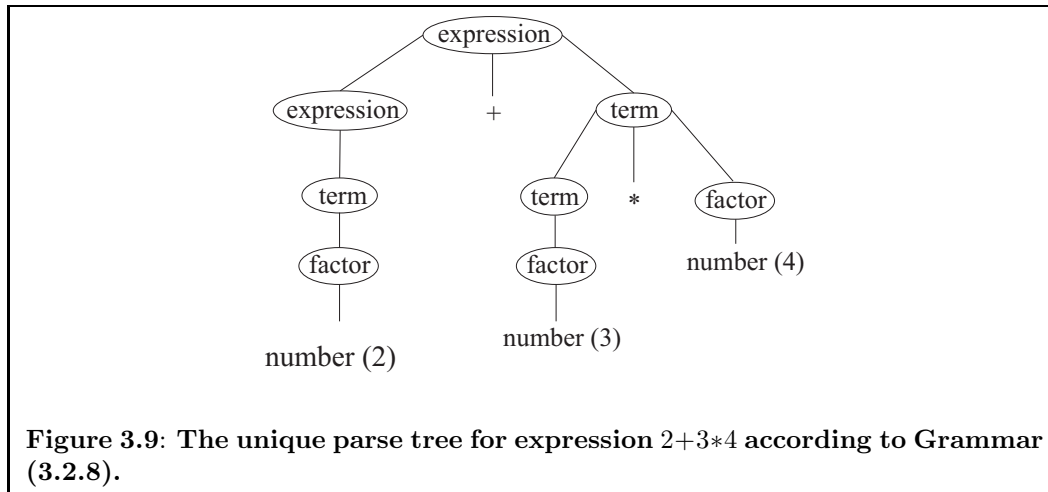 expression
expression + term
term term * factor
factor factor number (4)
number (2) number (3)
Figure 3.9: The unique parse tree for expression 2+3*4 according to Grammar
(3.2.8).